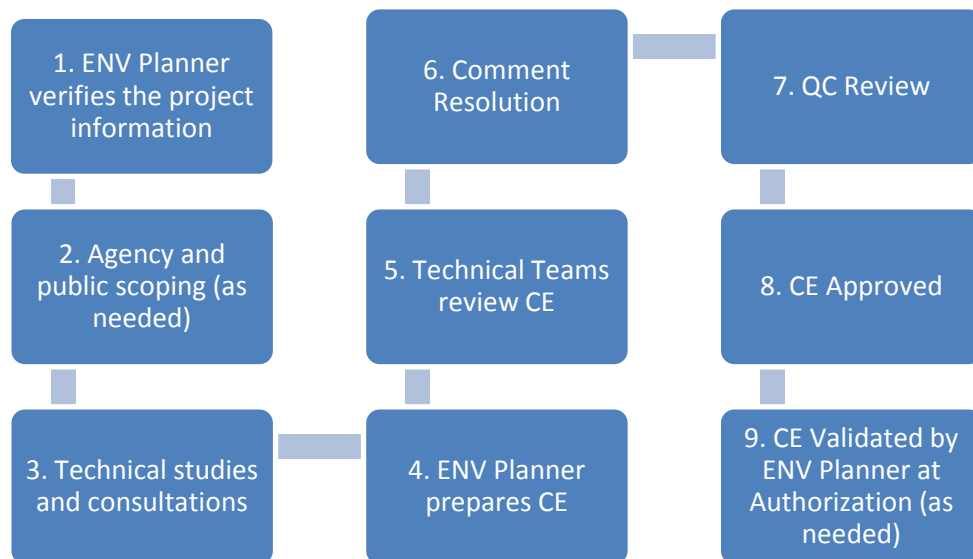 1. ENV Planner
verifies the project
information
2. Agency and
public scoping (as
needed)
3. Technical studies
and consultations
4. ENV Planner
prepares CE
5. Technical Teams
review CE
6. Comment
Resolution
7. QC Review
8. CE Approved
9. CE Validated by
ENV Planner at
Authorization (as
needed)